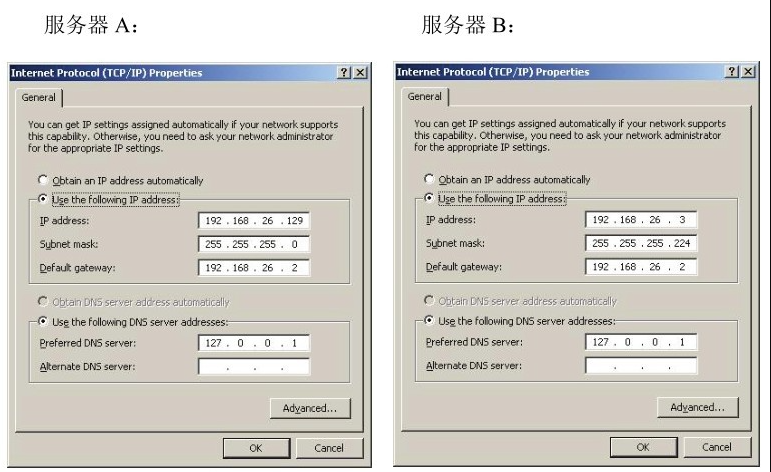 服务器 A：
服务器 B：
Internet Protocol (TCP/IP) Properties
General
You can get IP settings assigned automatically if your network supports
this capability. Otherwise, you need to ask your network administrator
for the appropriate IP settings.
Obtain an IP address automatically
Use the following IP address:
IP address: 192 . 168 . 26 . 129
Subnet mask: 255 . 255 . 255 . 0
Default gateway: 192 . 168 . 26 . 2
Obtain DNS server address automatically
Use the following DNS server addresses:
Preferred DNS server: 127 . 0 . 0 . 1
Alternate DNS server: . . .
Advanced...
OK Cancel
Internet Protocol (TCP/IP) Properties
General
You can get IP settings assigned automatically if your network supports
this capability. Otherwise, you need to ask your network administrator
for the appropriate IP settings.
Obtain an IP address automatically
Use the following IP address:
IP address: 192 . 168 . 26 . 3
Subnet mask: 255 . 255 . 255 . 224
Default gateway: 192 . 168 . 26 . 2
Obtain DNS server address automatically
Use the following DNS server addresses:
Preferred DNS server: 127 . 0 . 0 . 1
Alternate DNS server: . . .
Advanced...
OK Cancel